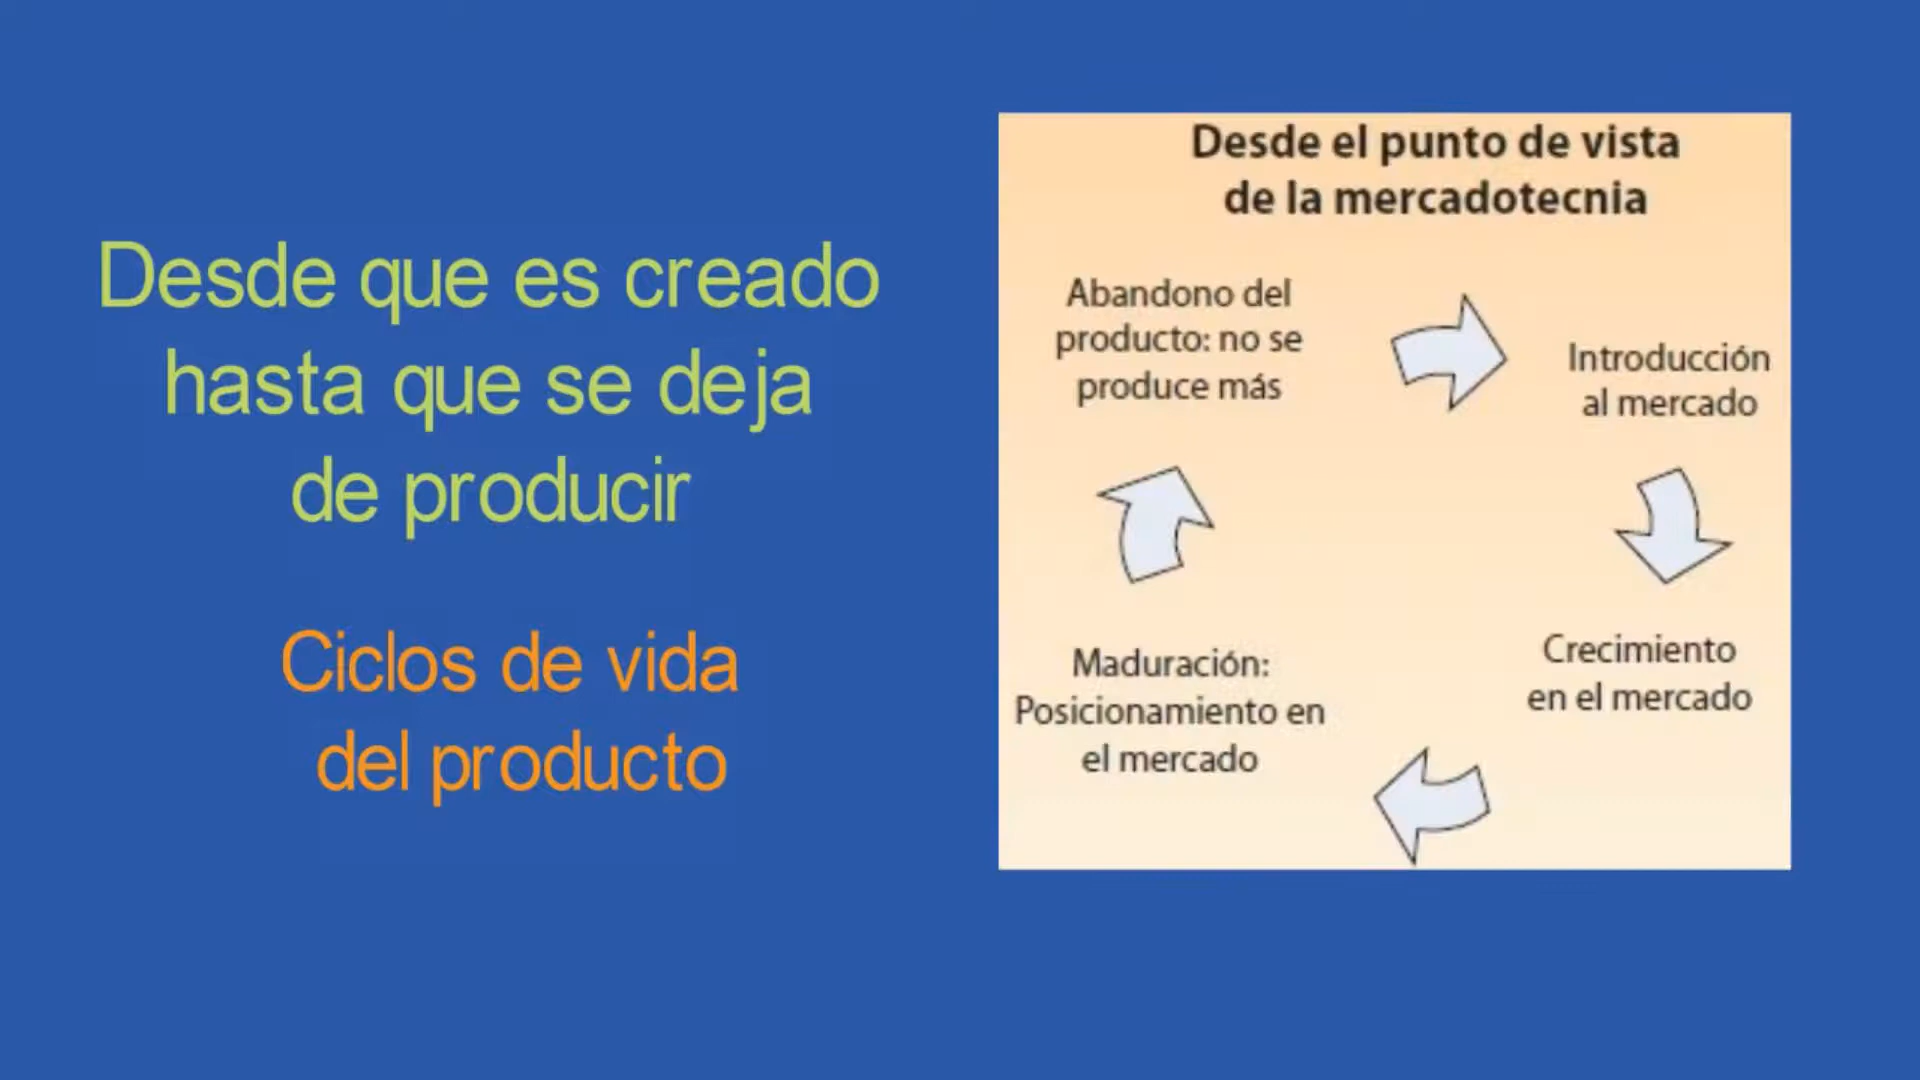 Desde que es creado
hasta que se deja
de producir
Ciclos de vida
del producto
Desde el punto de vista
de la mercadotecnia
Abandono del
producto: no se
produce más
Introducción
al mercado
Crecimiento
en el mercado
Maduración:
Posicionamiento en
el mercado